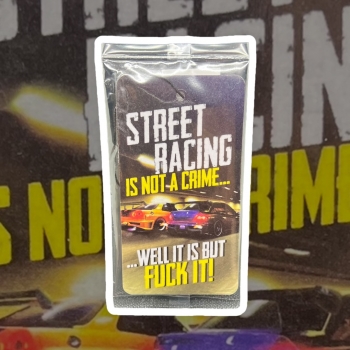 STREET
RACING
IS NOT A CRIME...
...WELL IT IS BUT
FUCK IT!